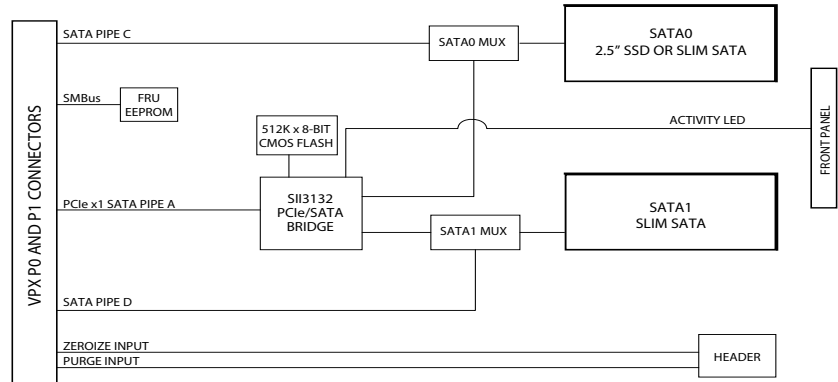 SATA PIPE C
SATA0 MUX
SATA0
2.5" SSD OR SLIM SATA
SMBus
FRU
EEPROM
512K x 8-BIT
CMOS FLASH
ACTIVITY LED
FRONT PANEL
VPX P0 AND P1 CONNECTORS
PCIe x1 SATA PIPE A
SII3132
PCIe/SATA
BRIDGE
SATA1 MUX
SATA1
SLIM SATA
SATA PIPE D
ZEROIZE INPUT
PURGE INPUT
HEADER